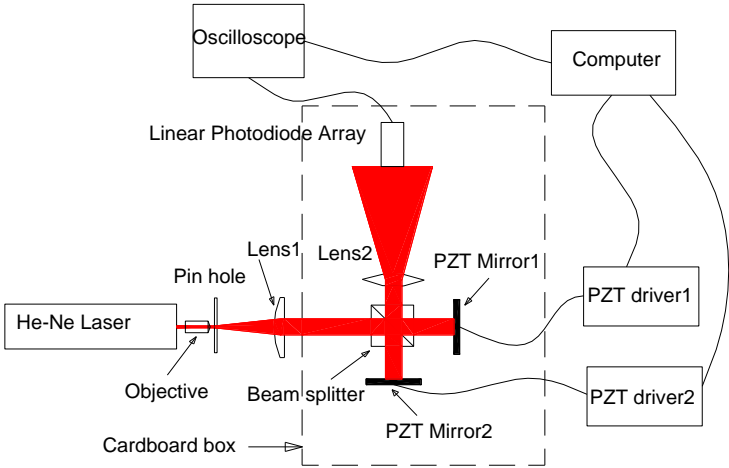 Oscilloscope
Computer
Linear Photodiode Array
Lens1
Lens2
PZT Mirror1
Pin hole
PZT driver1
He-Ne Laser
Objective
Beam splitter
PZT driver2
PZT Mirror2
Cardboard box